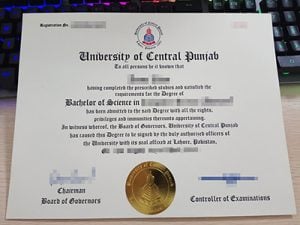 Registration No.
University of Central Punjab
To all persons be it known that
having completed the prescribed studies and satisfied the
requirements for the Degree of
Bachelor of Science in
has been admitted to the said Degree with all the rights,
privileges and immunities thereunto appertaining.
In witness whereof, the Board of Governors, University of Central Punjab
has caused this Degree to be signed by the duly authorised officers of
the University with its seal affixed at Lahore, Pakistan,
Chairman
Board of Governors
Controller of Examinations